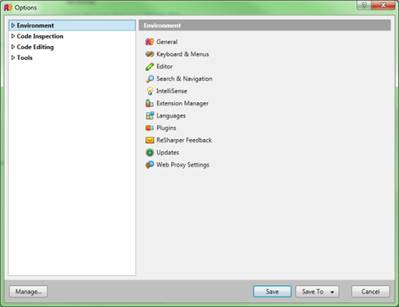 Options
Environment
Code Inspection
Code Editing
Tools
Environment
General
Keyboard & Menus
Editor
Search & Navigation
IntelliSense
Extension Manager
Languages
Plugins
ReSharper Feedback
Updates
Web Proxy Settings
Manage...
Save
Save To
Cancel